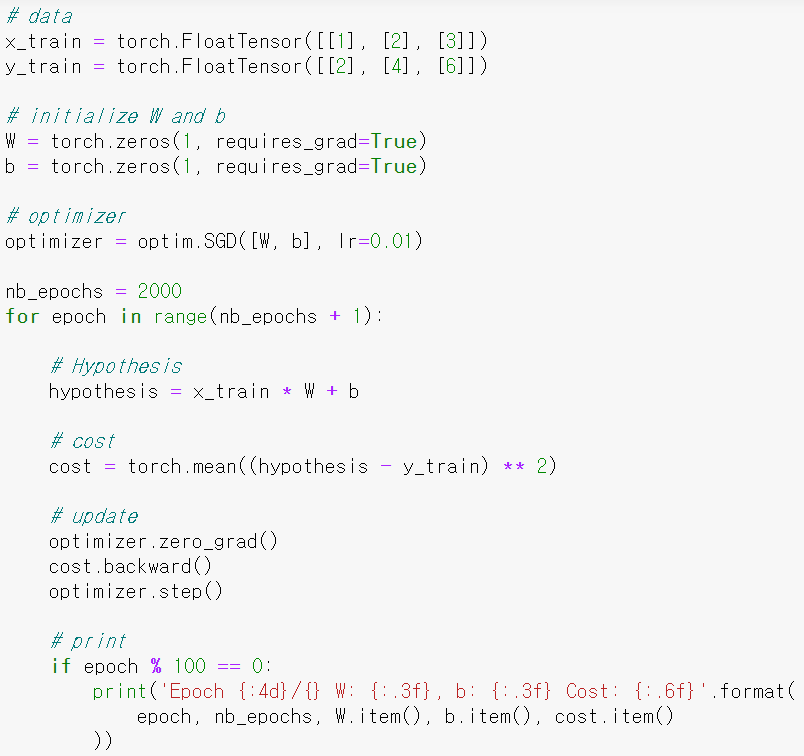 # data
x_train = torch.FloatTensor([[1], [2], [3]])
y_train = torch.FloatTensor([[2], [4], [6]])
# initialize W and b
W = torch.zeros(1, requires_grad=True)
b = torch.zeros(1, requires_grad=True)
# optimizer
optimizer = optim.SGD([W, b], lr=0.01)
nb_epochs = 2000
for epoch in range(nb_epochs + 1):
    # Hypothesis
    hypothesis = x_train * W + b
    # cost
    cost = torch.mean((hypothesis - y_train) ** 2)
    # update
    optimizer.zero_grad()
    cost.backward()
    optimizer.step()
    # print
    if epoch % 100 == 0:
        print('Epoch {:4d}/{} W: {:.3f}, b: {:.3f} Cost: {:.6f}'.format(
            epoch, nb_epochs, W.item(), b.item(), cost.item()
        ))